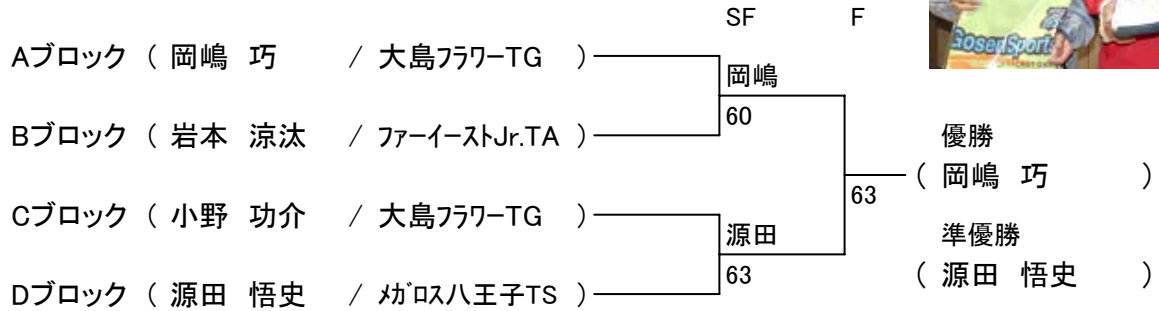 SF F
Gosen Sports
Aブロック ( 岡嶋 巧 / 大島フラワーTG )
岡嶋
60
Bブロック ( 岩本 涼汰 / ファーイーストJr.TA )
優勝
( 岡嶋 巧 )
63
Cブロック ( 小野 功介 / 大島フラワーTG )
源田
63
準優勝
( 源田 悟史 )
Dブロック ( 源田 悟史 / メガロス八王子TS )